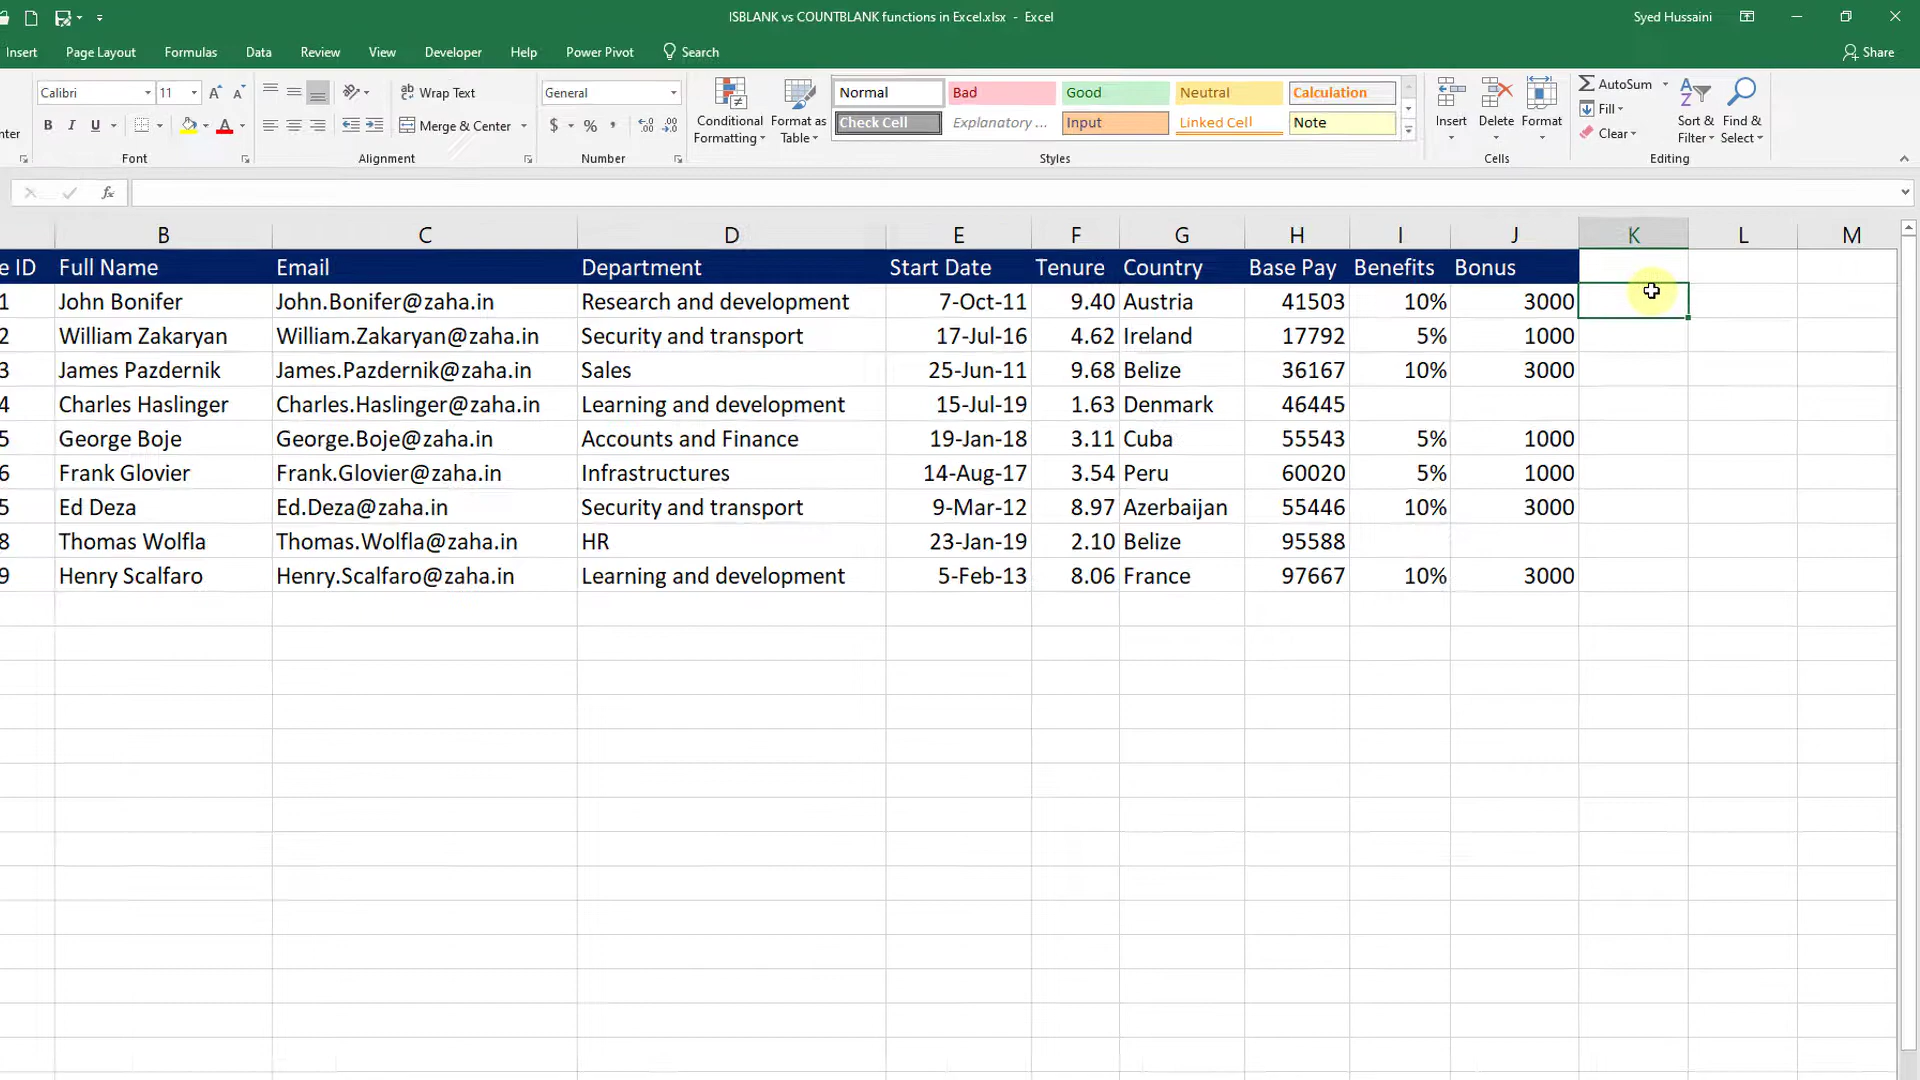 ISBLANK vs COUNTBLANK functions in Excel.xlsx - Excel
Syed Hussaini
Insert Page Layout Formulas Data Review View Developer Help Power Pivot Search Share
Calibri 11 A A Wrap Text General Normal Bad Good Neutral Calculation AutoSum
B I U A Merge & Center $ % , Conditional Formatting Format as Table Check Cell Explanatory ... Input Linked Cell Note Insert Delete Format Fill Clear Sort & Filter Find & Select
Font Alignment Number Styles Cells Editing
fx
B C D E F G H I J K L M
e ID Full Name Email Department Start Date Tenure Country Base Pay Benefits Bonus
1 John Bonifer John.Bonifer@zaha.in Research and development 7-Oct-11 9.40 Austria 41503 10% 3000
2 William Zakaryan William.Zakaryan@zaha.in Security and transport 17-Jul-16 4.62 Ireland 17792 5% 1000
3 James Pazdernik James.Pazdernik@zaha.in Sales 25-Jun-11 9.68 Belize 36167 10% 3000
4 Charles Haslinger Charles.Haslinger@zaha.in Learning and development 15-Jul-19 1.63 Denmark 46445
5 George Boje George.Boje@zaha.in Accounts and Finance 19-Jan-18 3.11 Cuba 55543 5% 1000
6 Frank Glovier Frank.Glovier@zaha.in Infrastructures 14-Aug-17 3.54 Peru 60020 5% 1000
5 Ed Deza Ed.Deza@zaha.in Security and transport 9-Mar-12 8.97 Azerbaijan 55446 10% 3000
8 Thomas Wolfla Thomas.Wolfla@zaha.in HR 23-Jan-19 2.10 Belize 95588
9 Henry Scalfaro Henry.Scalfaro@zaha.in Learning and development 5-Feb-13 8.06 France 97667 10% 3000